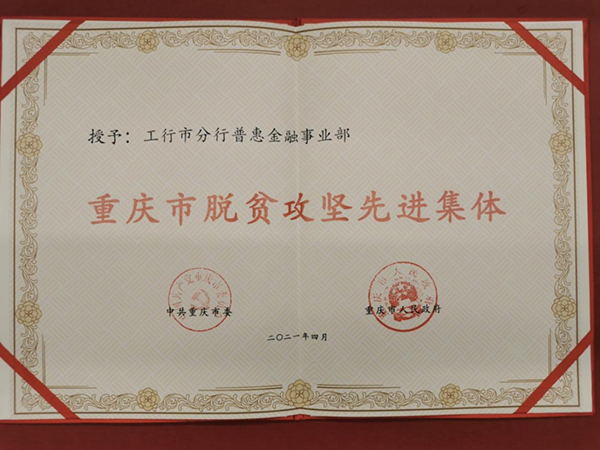 授予：工行市分行普惠金融事业部
重庆市脱贫攻坚先进集体
中共重庆市委
重庆市人民政府
二〇二一年四月